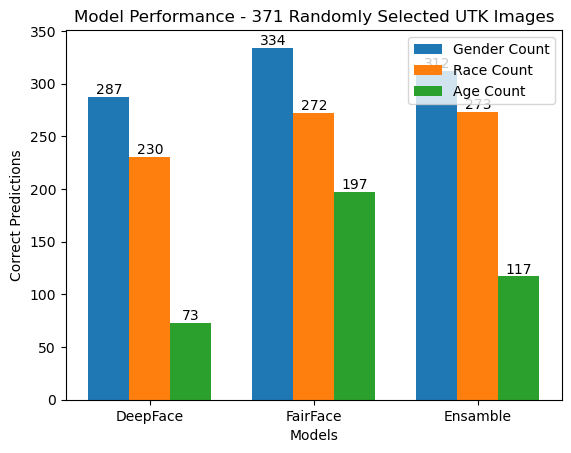 Model Performance - 371 Randomly Selected UTK Images
350
300
250
200
150
100
50
0
Correct Predictions
287
230
73
334
272
197
312
273
117
Gender Count
Race Count
Age Count
DeepFace
FairFace
Ensamble
Models